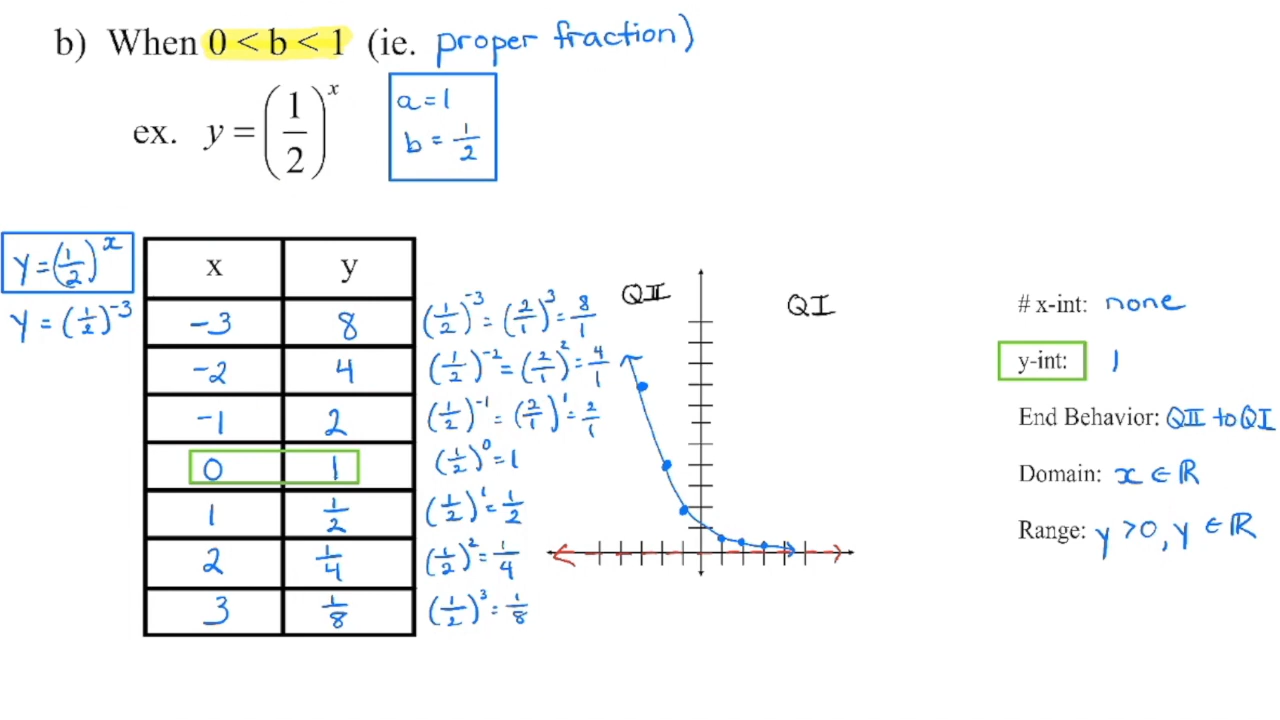 b) When 0 < b < 1 (ie. proper fraction)
ex. y = (1/2)^x
a = 1
b = 1/2
y = (1/2)^x
y = (1/2)^-3
x y
-3 8 (1/2)^-3 = (2/1)^3 = 8/1
-2 4 (1/2)^-2 = (2/1)^2 = 4/1
-1 2 (1/2)^-1 = (2/1)^1 = 2/1
0 1 (1/2)^0 = 1
1 1/2 (1/2)^1 = 1/2
2 1/4 (1/2)^2 = 1/4
3 1/8 (1/2)^3 = 1/8
QII QI
# x-int: none
y-int: 1
End Behavior: QII to QI
Domain: x ∈ ℝ
Range: y > 0, y ∈ ℝ